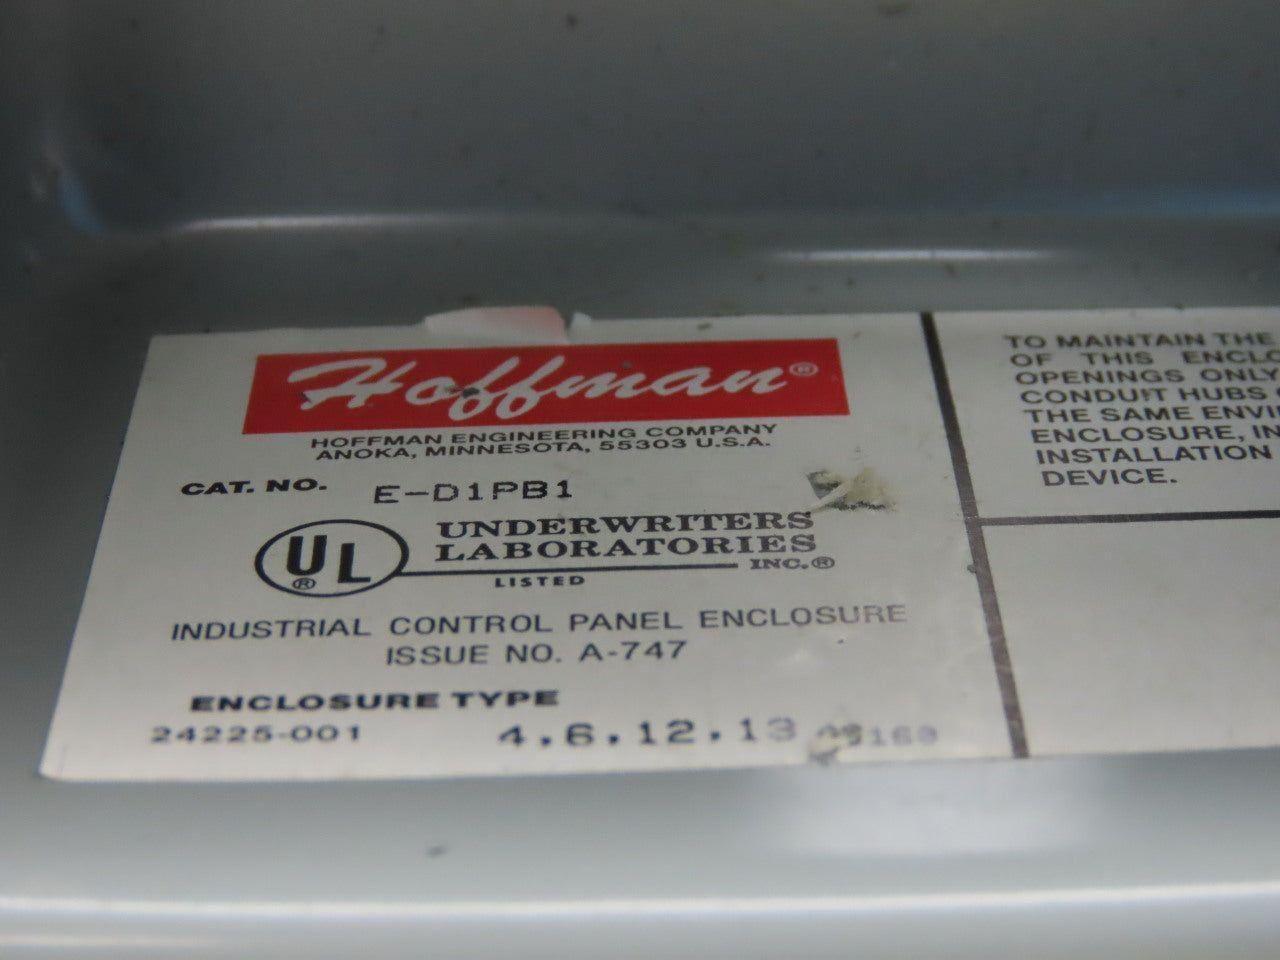 Hoffman®
HOFFMAN ENGINEERING COMPANY
ANOKA, MINNESOTA, 55303 U.S.A.
CAT. NO. E-D1PB1
UL®
UNDERWRITERS
LABORATORIES
INC.®
LISTED
INDUSTRIAL CONTROL PANEL ENCLOSURE
ISSUE NO. A-747
ENCLOSURE TYPE
24225-001 4,6,12,13
TO MAINTAIN THE
OF THIS ENCLO
OPENINGS ONLY
CONDUIT HUBS
THE SAME ENVI
ENCLOSURE, IN
INSTALLATION
DEVICE.